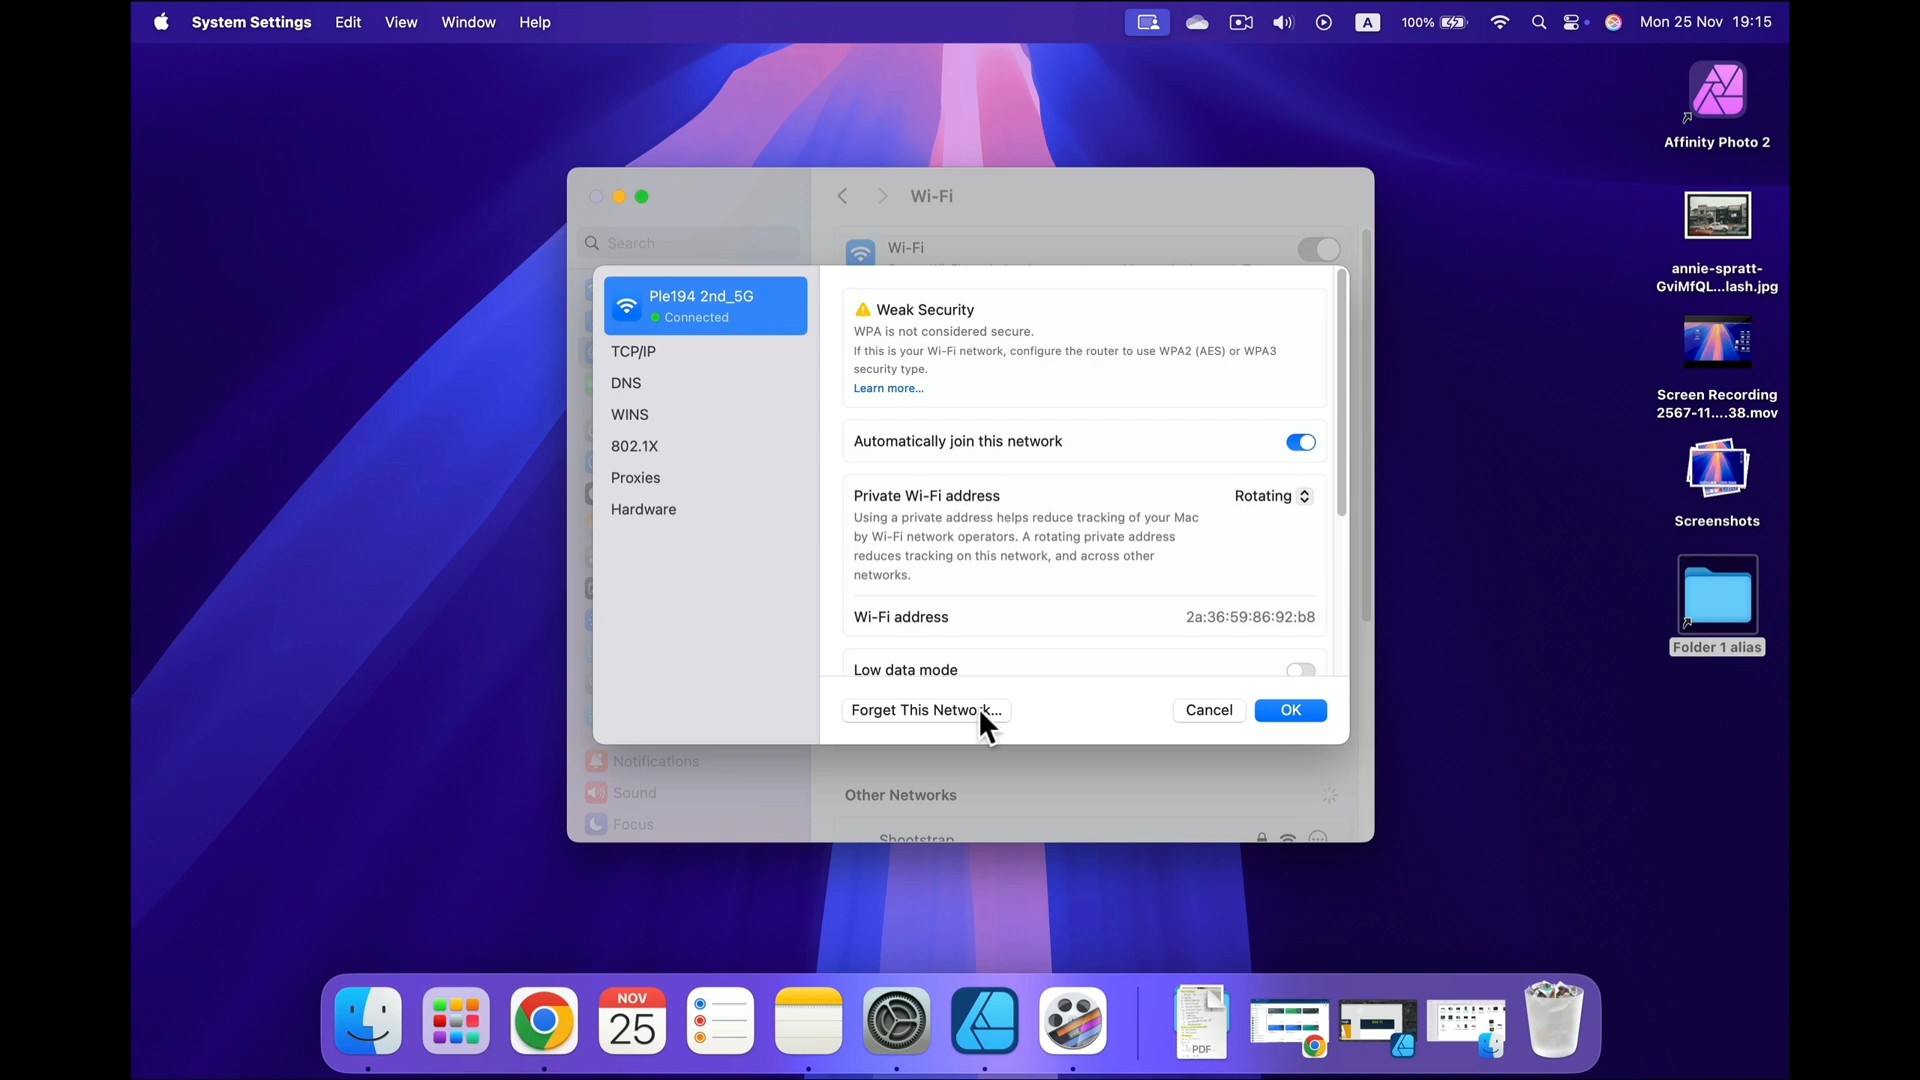 System Settings Edit View Window Help
A 100% Mon 25 Nov 19:15
Affinity Photo 2
annie-spratt-
GviMfQL...lash.jpg
Screen Recording
2567-11....38.mov
Screenshots
Folder 1 alias
Wi-Fi
Search
Wi-Fi
Ple194 2nd_5G
Connected
TCP/IP
DNS
WINS
802.1X
Proxies
Hardware
Weak Security
WPA is not considered secure.
If this is your Wi-Fi network, configure the router to use WPA2 (AES) or WPA3
security type.
Learn more...
Automatically join this network
Private Wi-Fi address Rotating
Using a private address helps reduce tracking of your Mac
by Wi-Fi network operators. A rotating private address
reduces tracking on this network, and across other
networks.
Wi-Fi address 2a:36:59:86:92:b8
Low data mode
Forget This Network... Cancel OK
Notifications
Sound
Focus
Other Networks
Shootstrap
NOV
25
PDF